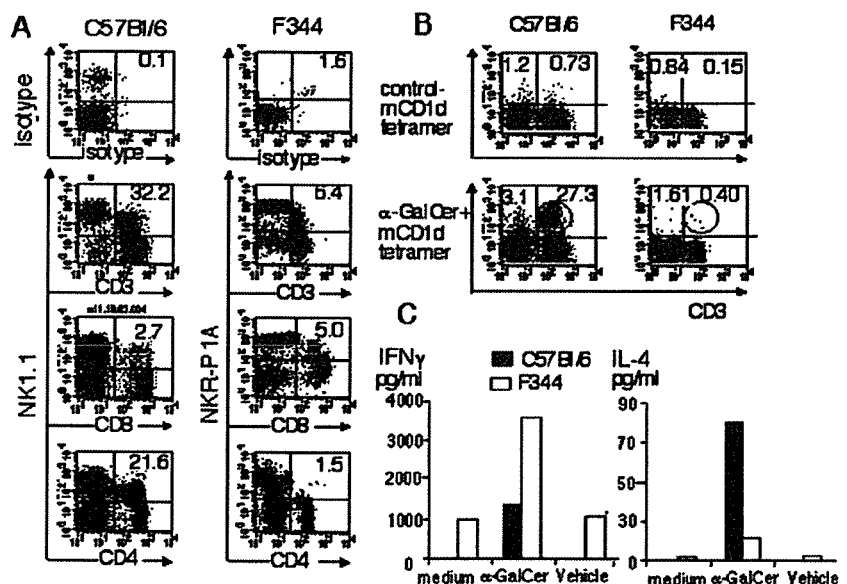 A
C57Bl/6
F344
Isotype
0.1
1.6
isotype
isotype
32.2
6.4
CD3
CD3
NK1.1
NKR-P1A
2.7
5.0
CD8
CD8
21.6
1.5
CD4
CD4
B
C57Bl/6
F344
control-
mCD1d
tetramer
1.2 0.73
0.84 0.15
α-GalCer+
mCD1d
tetramer
3.1 27.3
1.61 0.40
CD3
C
IFNγ
pg/ml
C57Bl/6
F344
IL-4
pg/ml
4000
3000
2000
1000
0
medium α-GalCer Vehicle
90
70
50
30
0
medium α-GalCer Vehicle